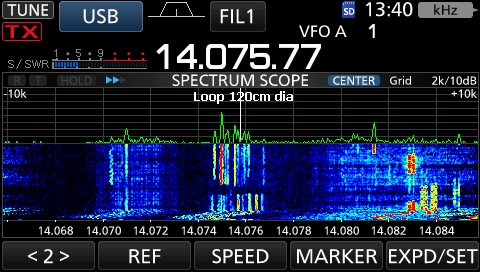 TUNE USB FIL1 SD 13:40 kHz
TX VFO A 1
1 5 9
S/SWR 14.075.77
R T HOLD SPECTRUM SCOPE CENTER Grid 2k/10dB
-10k +10k
Loop 120cm dia
14.068 14.070 14.072 14.074 14.076 14.078 14.080 14.082 14.084
< 2 > REF SPEED MARKER EXPD/SET